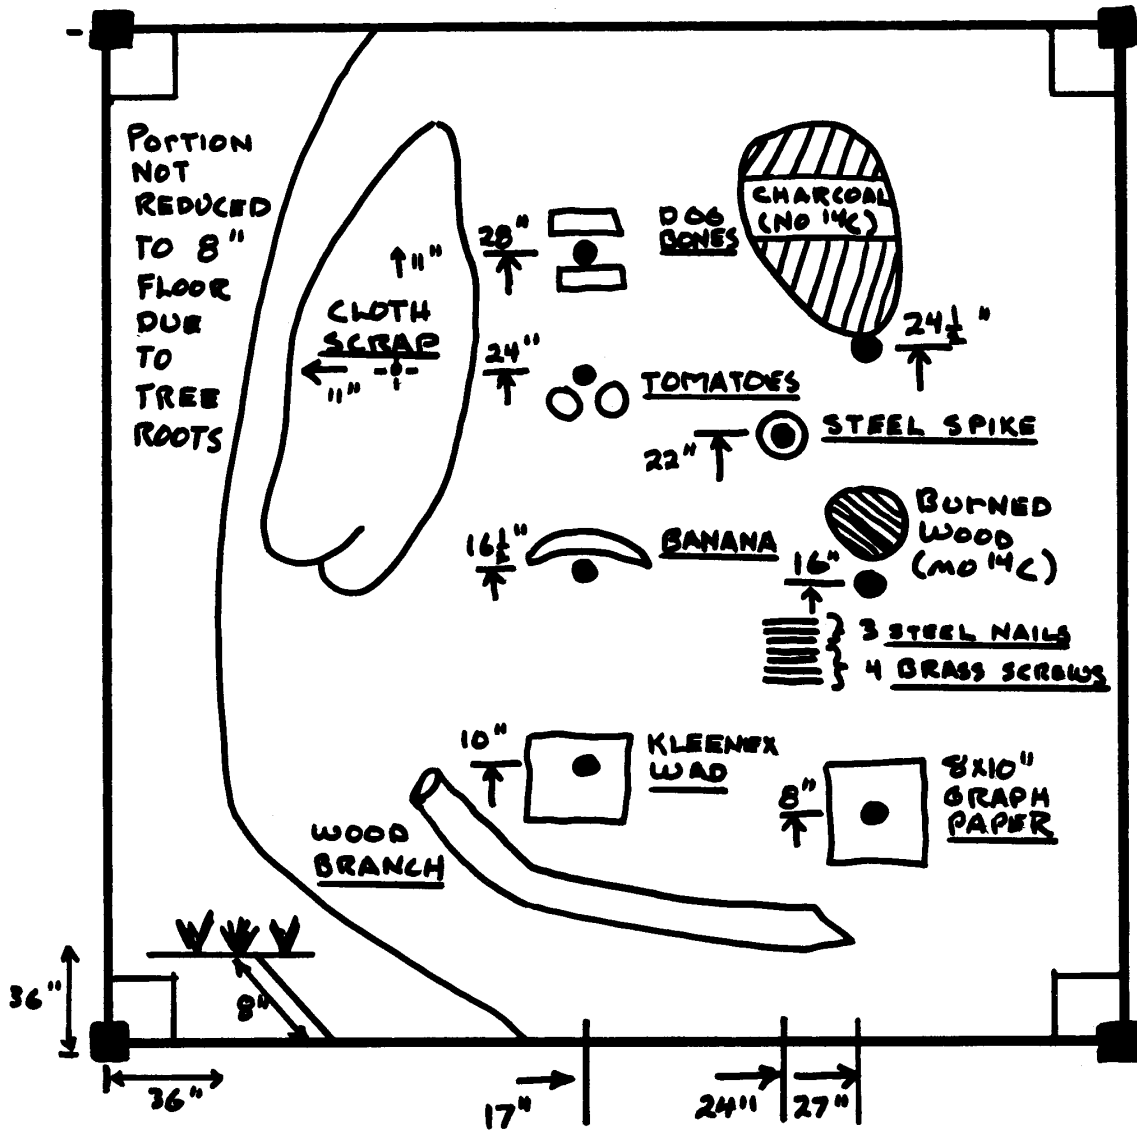 PORTION
NOT
REDUCED
TO 8"
FLOOR
DUE
TO
TREE
ROOTS
11"
CLOTH
SCRAP
11"
28"
DOG
BONES
CHARCOAL
(NO 14C)
24½"
24"
TOMATOES
STEEL SPIKE
22"
16½"
BANANA
BURNED
WOOD
(NO 14C)
16"
3 STEEL NAILS
4 BRASS SCREWS
10"
KLEENEX
WAD
8"
8X10"
GRAPH
PAPER
WOOD
BRANCH
36"
8"
36"
17"
24"
27"